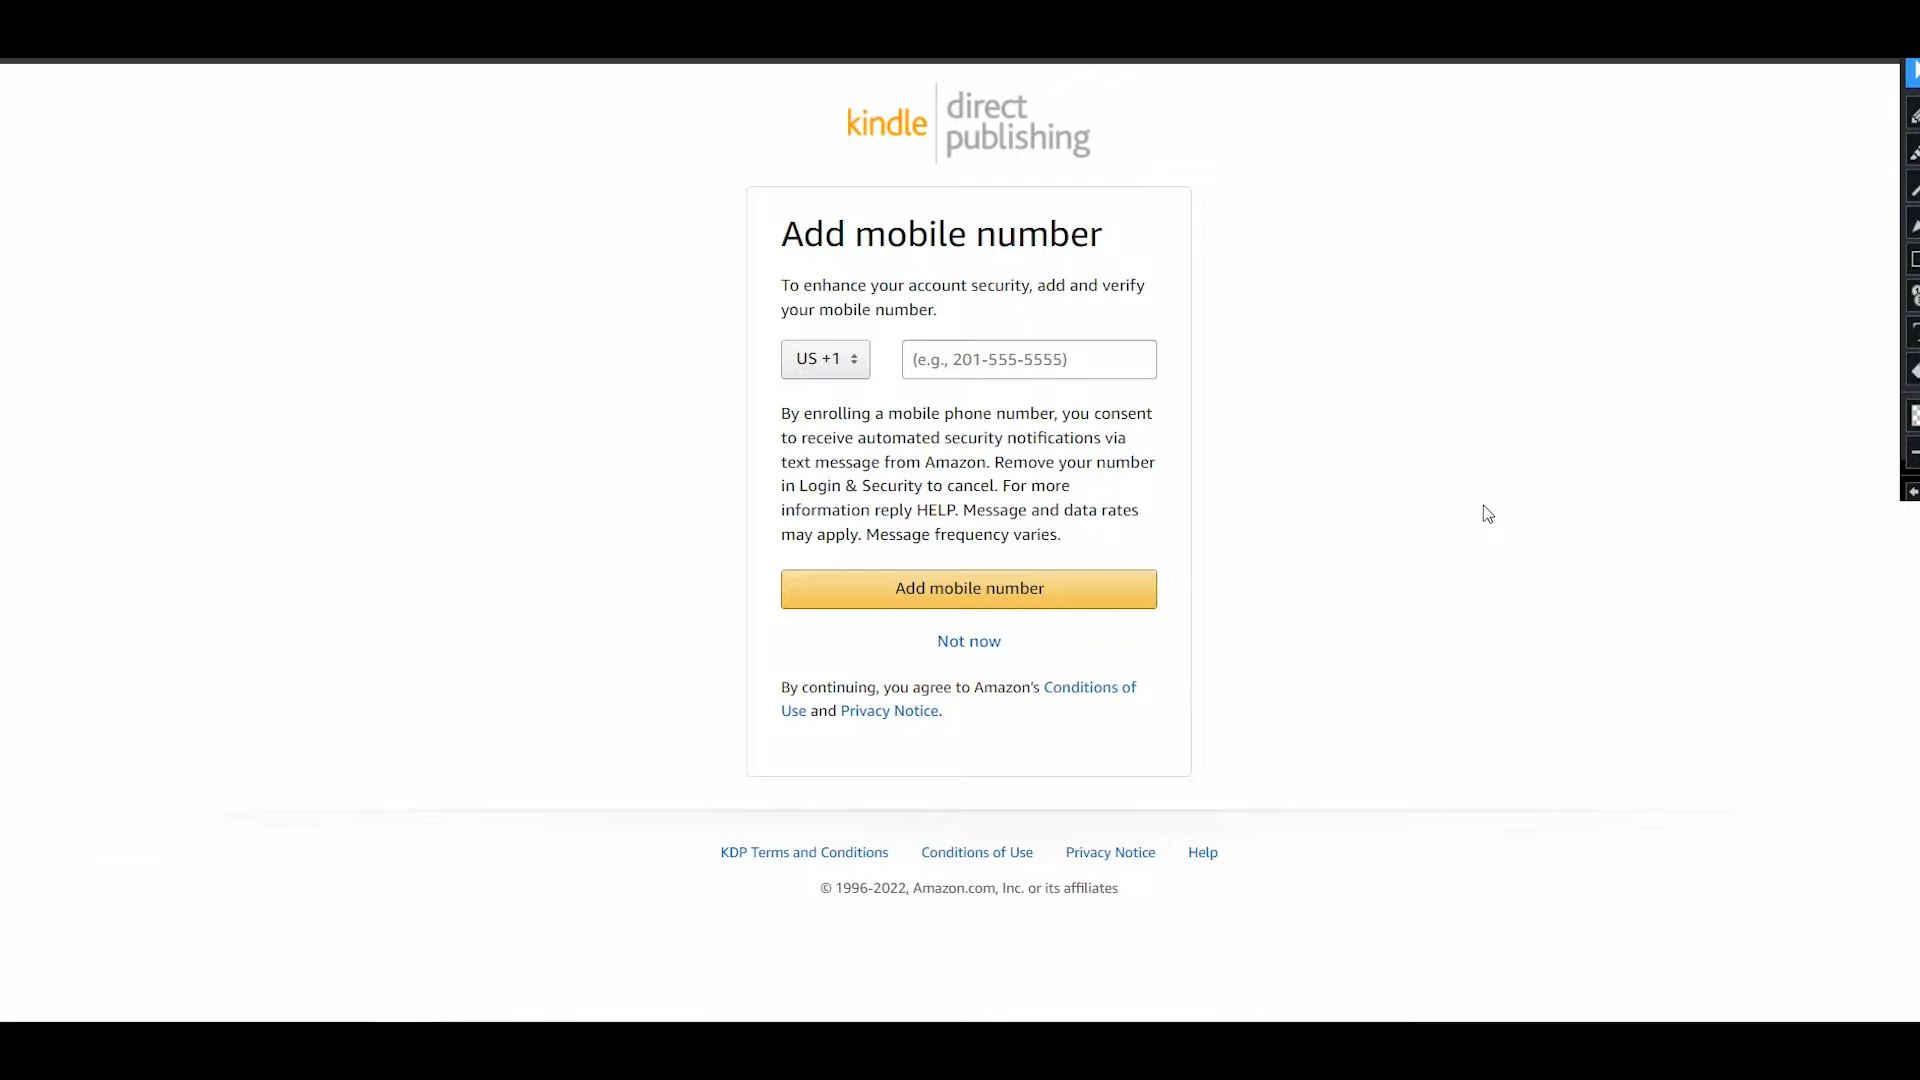 kindle
direct
publishing
Add mobile number
To enhance your account security, add and verify
your mobile number.
US +1
(e.g., 201-555-5555)
By enrolling a mobile phone number, you consent
to receive automated security notifications via
text message from Amazon. Remove your number
in Login & Security to cancel. For more
information reply HELP. Message and data rates
may apply. Message frequency varies.
Add mobile number
Not now
By continuing, you agree to Amazon's Conditions of
Use and Privacy Notice.
KDP Terms and Conditions Conditions of Use Privacy Notice Help
© 1996-2022, Amazon.com, Inc. or its affiliates